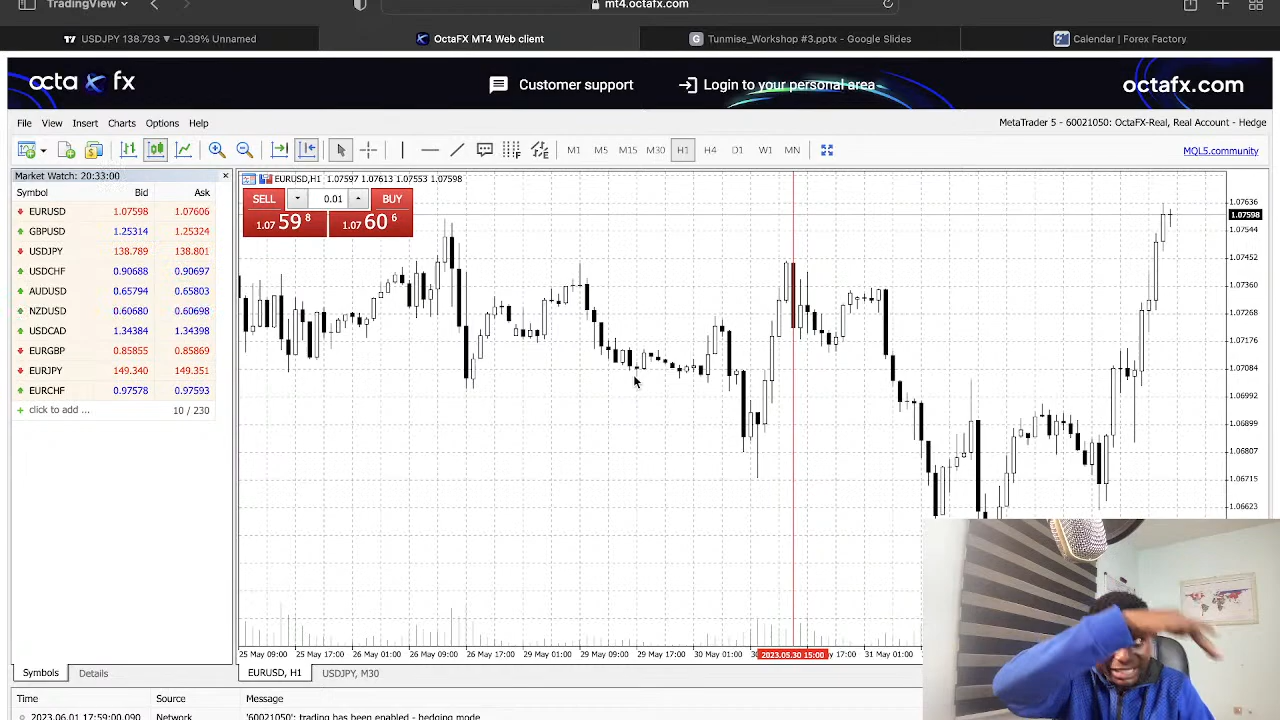 TradingView
mt4.octafx.com
USDJPY 138.793 ▼ −0.39% Unnamed
OctaFX MT4 Web client
Tunmise_Workshop #3.pptx - Google Slides
Calendar | Forex Factory
octa fx
Customer support
Login to your personal area
octafx.com
File View Insert Charts Options Help
MetaTrader 5 - 60021050: OctaFX-Real, Real Account - Hedge
M1 M5 M15 M30 H1 H4 D1 W1 MN
MQL5.community
Market Watch: 20:33:00
Symbol Bid Ask
EURUSD 1.07598 1.07606
GBPUSD 1.25314 1.25324
USDJPY 138.789 138.801
USDCHF 0.90688 0.90697
AUDUSD 0.65794 0.65803
NZDUSD 0.60680 0.60698
USDCAD 1.34384 1.34398
EURGBP 0.85855 0.85869
EURJPY 149.340 149.351
EURCHF 0.97578 0.97593
click to add ... 10 / 230
EURUSD,H1 1.07597 1.07613 1.07553 1.07598
SELL 0.01 BUY
1.07 59 8 1.07 60 6
1.07636
1.07598
1.07544
1.07452
1.07360
1.07268
1.07176
1.07084
1.06992
1.06899
1.06807
1.06715
1.06623
25 May 09:00 25 May 17:00 26 May 01:00 26 May 09:00 26 May 17:00 29 May 09:00 29 May 17:00 30 May 01:00 2023.05.30 15:00 17:00 31 May 01:00
Symbols Details
EURUSD, H1 USDJPY, M30
Time Source Message
2023.06.01 17:59:00.090 Network '60021050': trading has been enabled - hedging mode